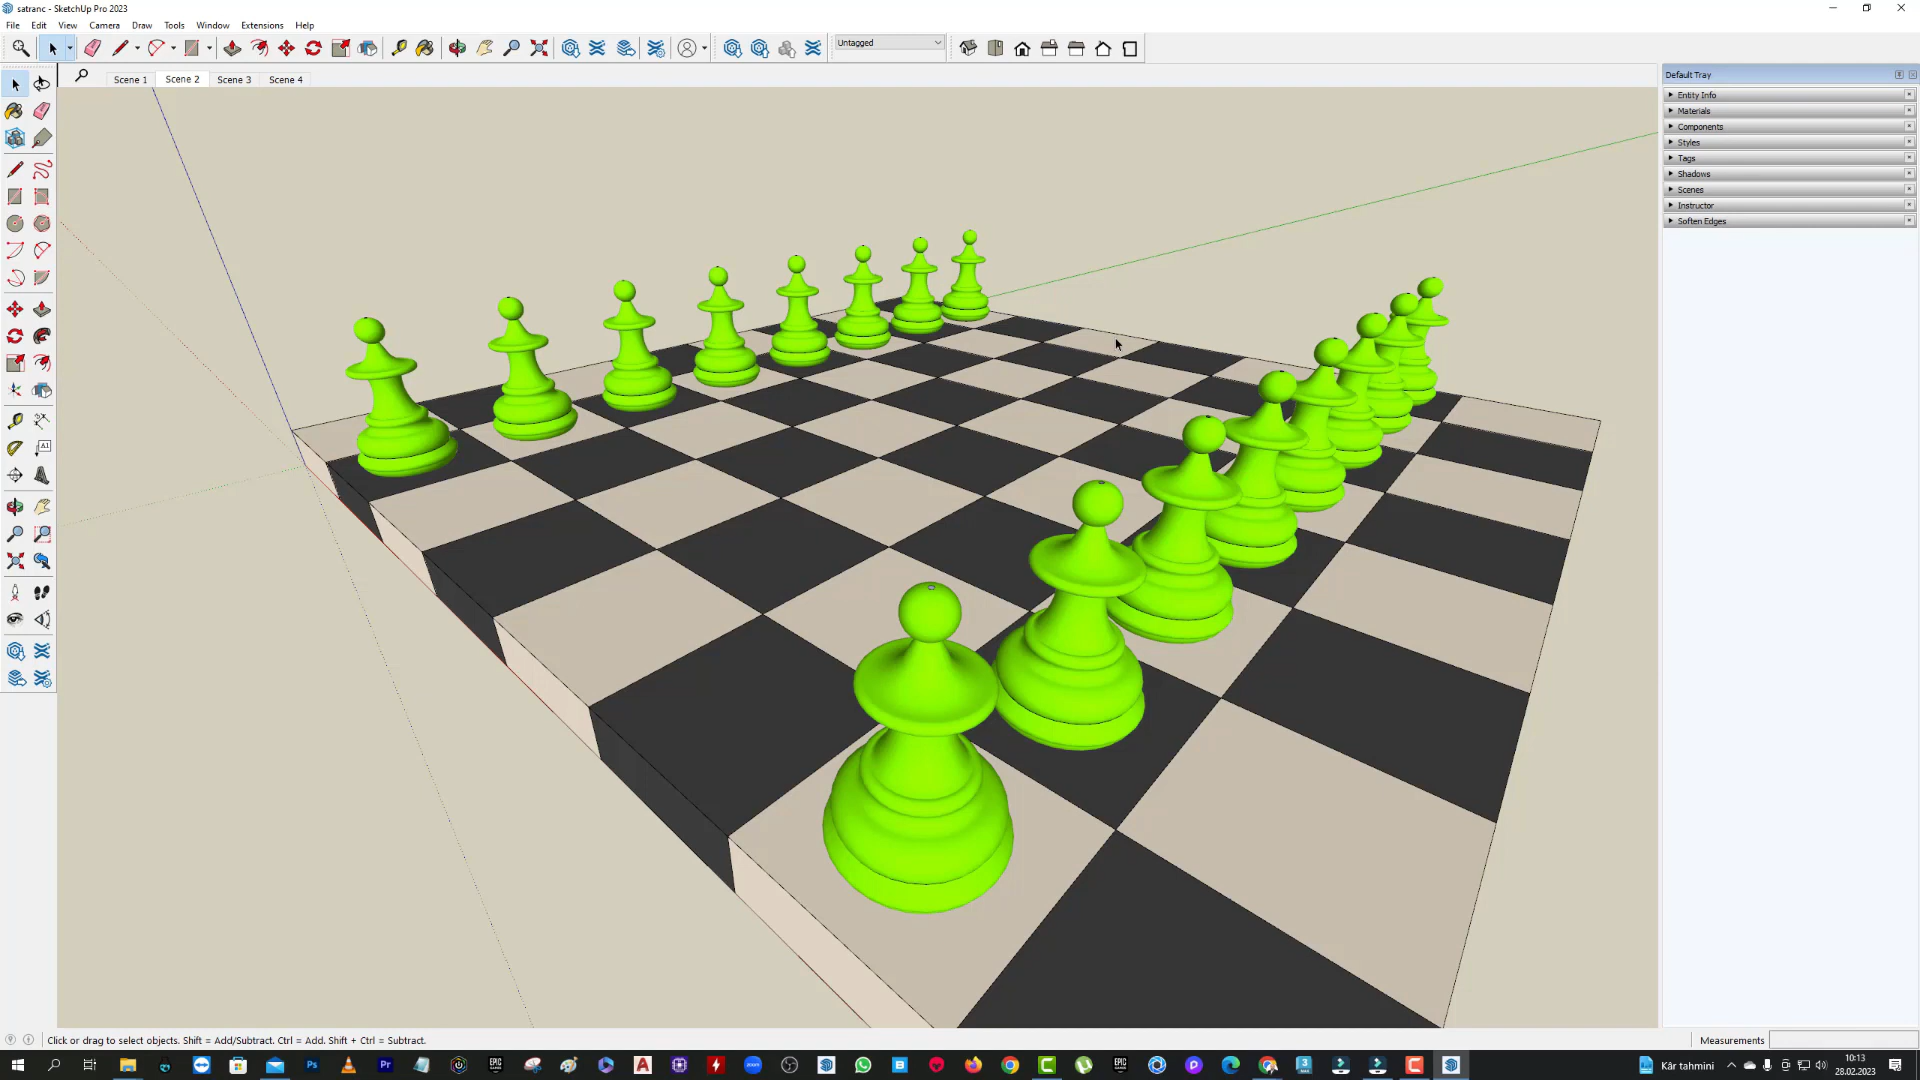 satranc - SketchUp Pro 2023
File Edit View Camera Draw Tools Window Extensions Help
Untagged
Scene 1 Scene 2 Scene 3 Scene 4
Default Tray
Entity Info
Materials
Components
Styles
Tags
Shadows
Scenes
Instructor
Soften Edges
Click or drag to select objects. Shift = Add/Subtract. Ctrl = Add. Shift + Ctrl = Subtract.
Measurements
Kâr tahmini
10:13
28.02.2023